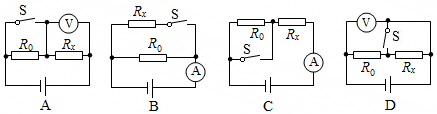 S V R₀ Rₓ
A
Rₓ S R₀ A
B
R₀ Rₓ S A
C
V S R₀ Rₓ
D